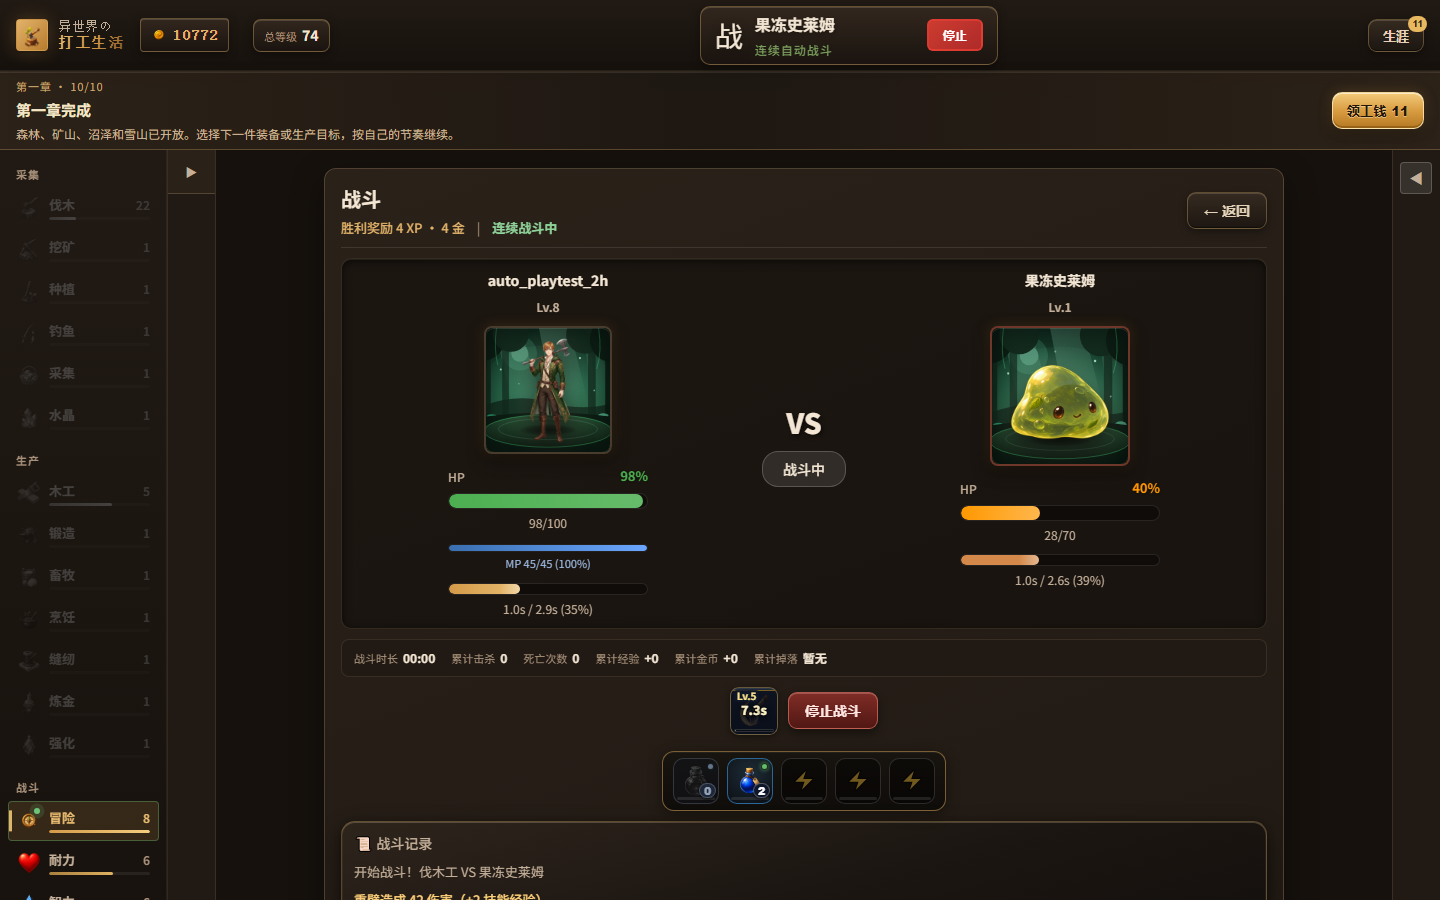 异世界の
打工生活
10772
总等级 74
战
果冻史莱姆
连续自动战斗
停止
生涯
11
第一章 · 10/10
第一章完成
森林、矿山、沼泽和雪山已开放。选择下一件装备或生产目标，按自己的节奏继续。
领工钱 11
采集
伐木 22
挖矿 1
种植 1
钓鱼 1
采集 1
水晶 1
生产
木工 5
锻造 1
畜牧 1
烹饪 1
缝纫 1
炼金 1
强化 1
战斗
冒险 8
耐力 6
战斗
胜利奖励 4 XP · 4 金 | 连续战斗中
← 返回
auto_playtest_2h
Lv.8
HP 98%
98/100
MP 45/45 (100%)
1.0s / 2.9s (35%)
VS
战斗中
果冻史莱姆
Lv.1
HP 40%
28/70
1.0s / 2.6s (39%)
战斗时长 00:00 累计击杀 0 死亡次数 0 累计经验 +0 累计金币 +0 累计掉落 暂无
Lv.5
7.3s
停止战斗
0
2
战斗记录
开始战斗！伐木工 VS 果冻史莱姆
重劈造成 42 伤害（+2 技能经验）